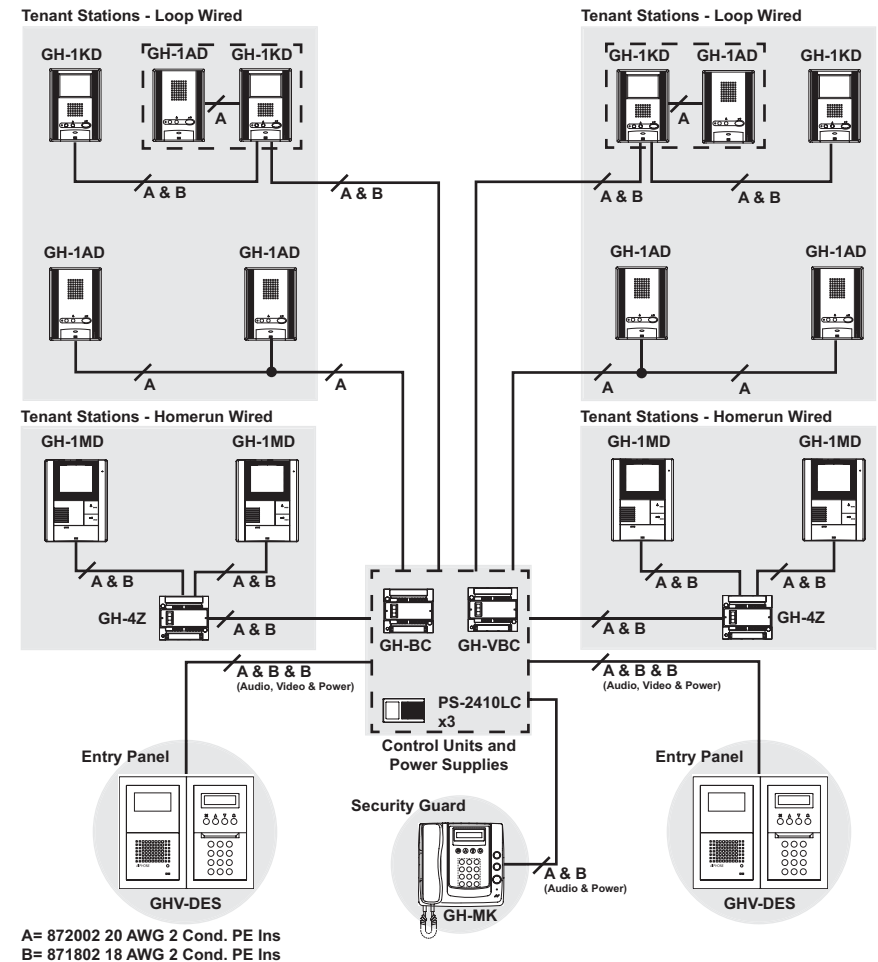 Tenant Stations - Loop Wired
Tenant Stations - Loop Wired
GH-1KD
GH-1AD
GH-1KD
GH-1KD
GH-1AD
GH-1KD
A
A
A & B
A & B
A & B
A & B
GH-1AD
GH-1AD
GH-1AD
GH-1AD
A
A
A
A
Tenant Stations - Homerun Wired
Tenant Stations - Homerun Wired
GH-1MD
GH-1MD
GH-1MD
GH-1MD
A & B
A & B
A & B
A & B
GH-4Z
GH-4Z
A & B
A & B
GH-BC
GH-VBC
A & B & B
(Audio, Video & Power)
A & B & B
(Audio, Video & Power)
PS-2410LC
x3
Control Units and
Power Supplies
Entry Panel
Entry Panel
Security Guard
A & B
(Audio & Power)
GHV-DES
GH-MK
GHV-DES
A= 872002 20 AWG 2 Cond. PE Ins
B= 871802 18 AWG 2 Cond. PE Ins